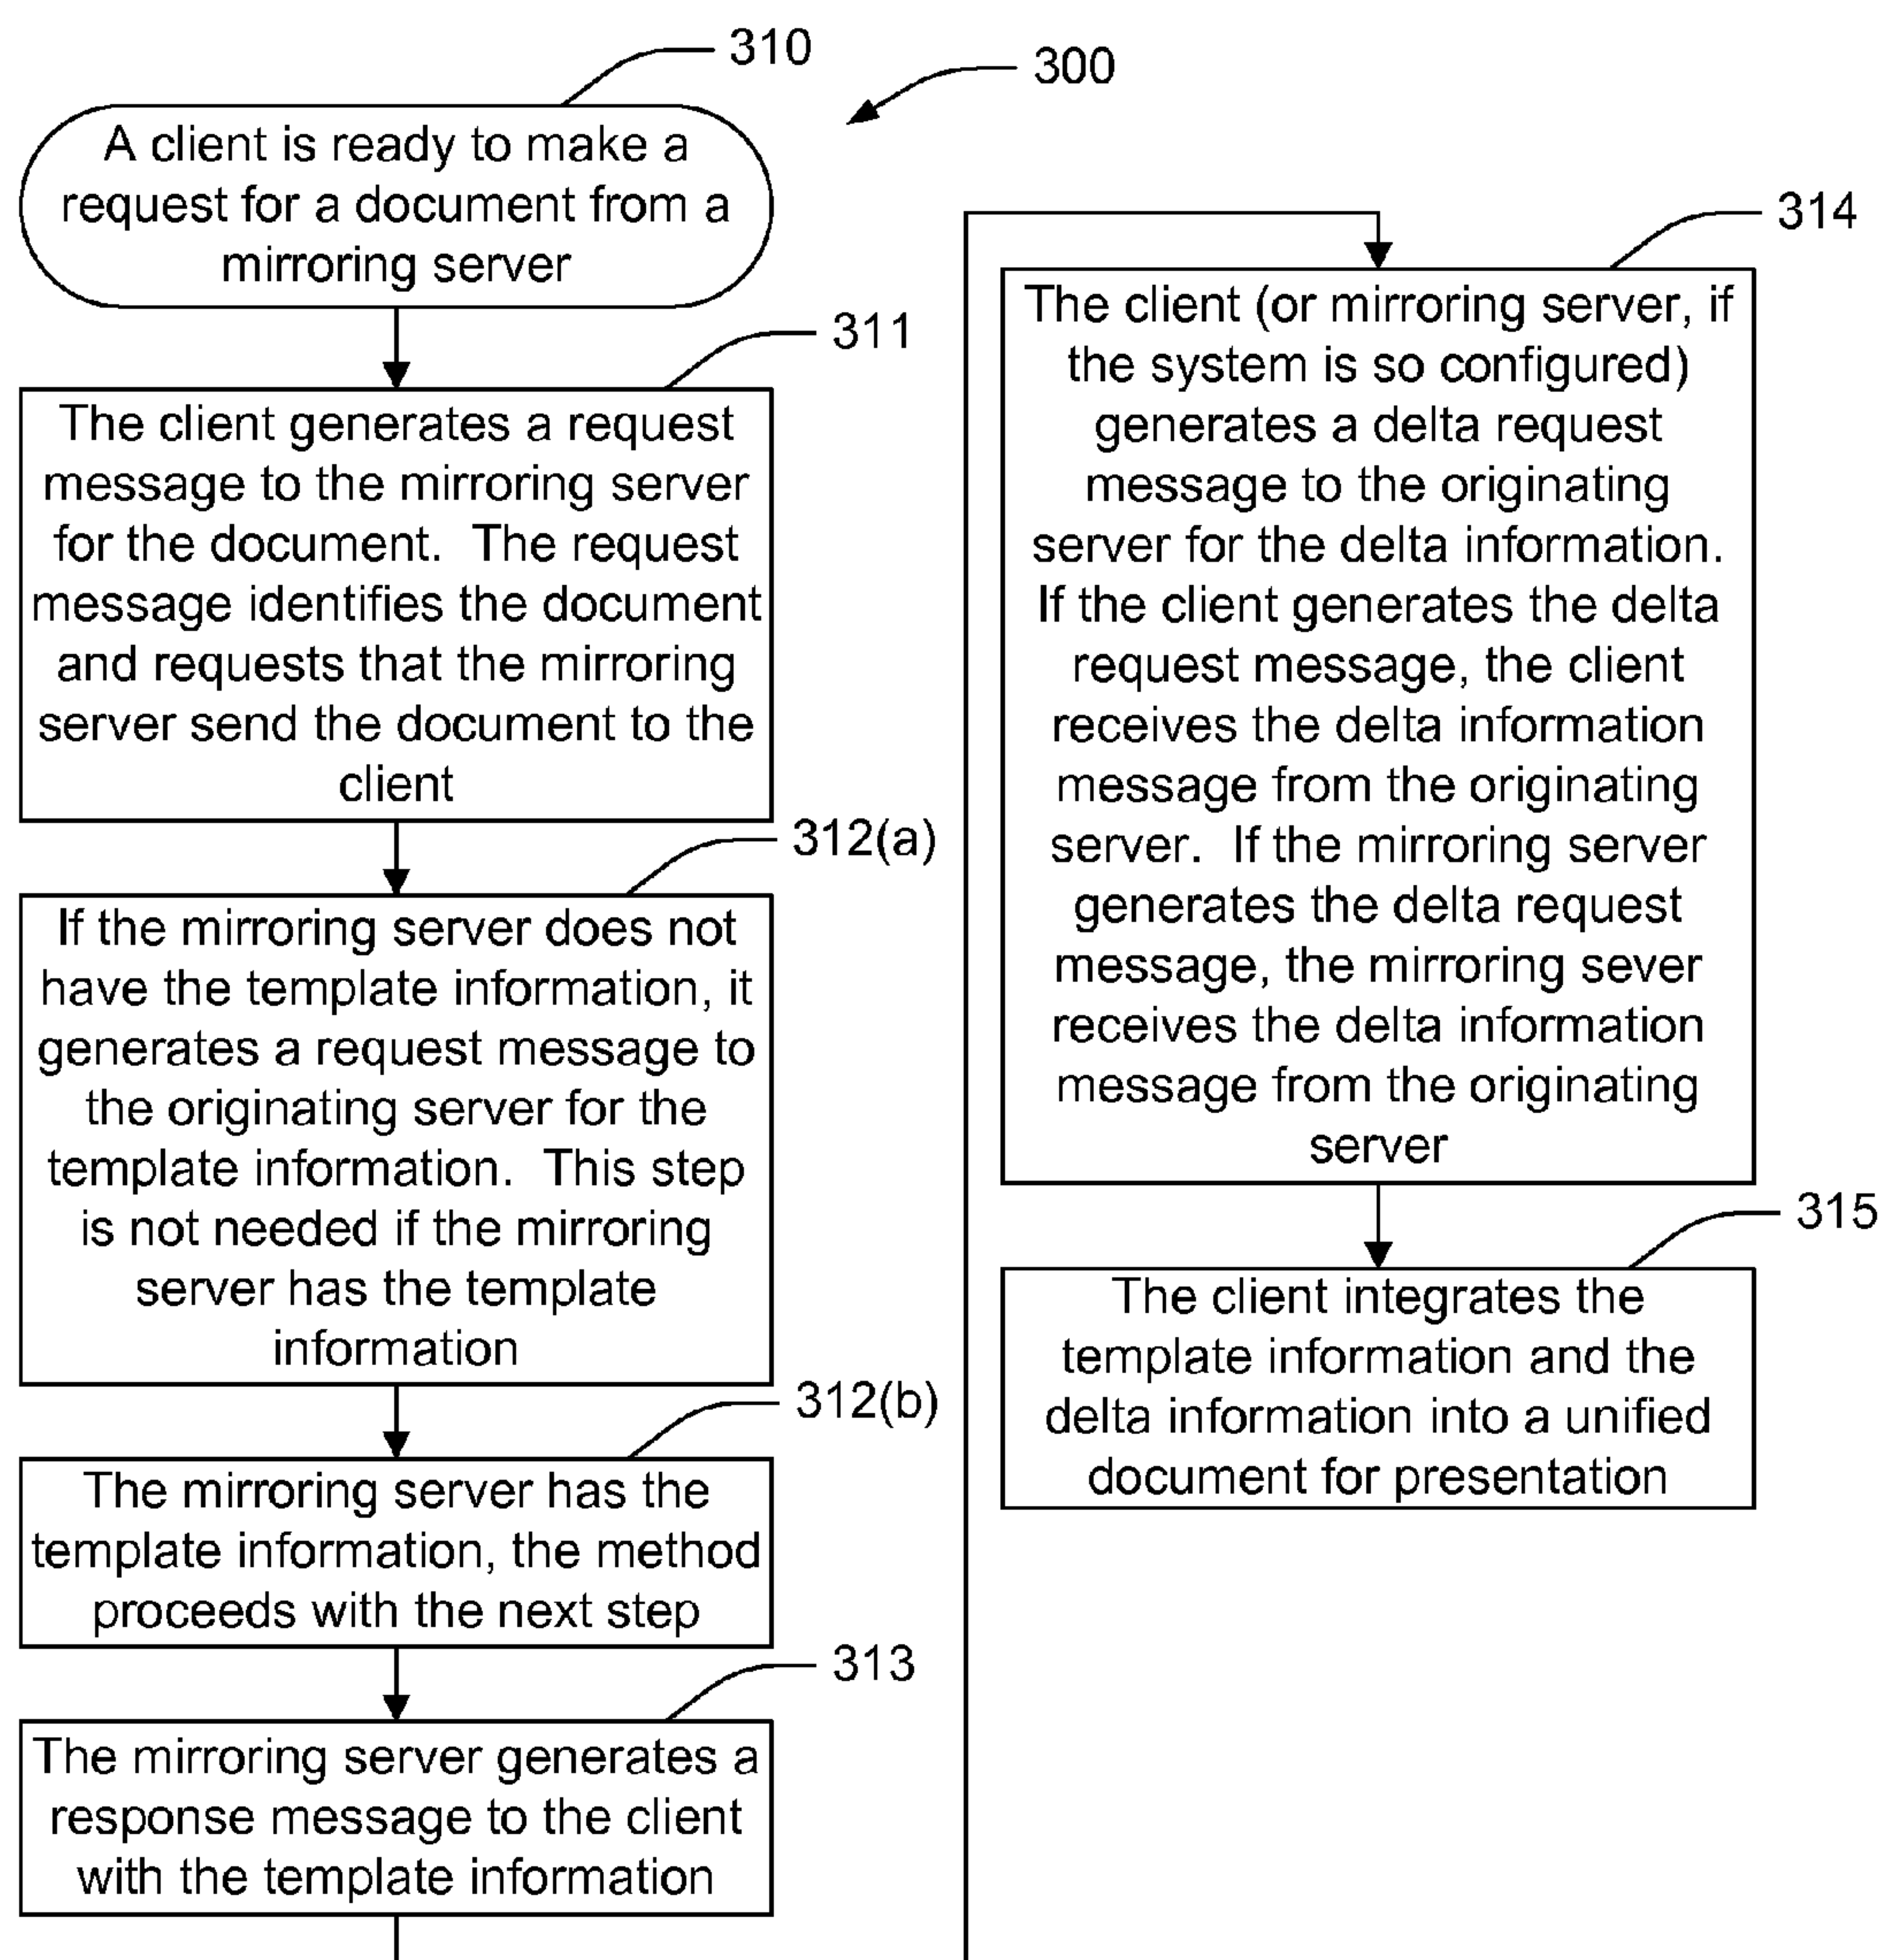 310
300
A client is ready to make a
request for a document from a
mirroring server
311
The client generates a request
message to the mirroring server
for the document.  The request
message identifies the document
and requests that the mirroring
server send the document to the
client
312(a)
If the mirroring server does not
have the template information, it
generates a request message to
the originating server for the
template information.  This step
is not needed if the mirroring
server has the template
information
312(b)
The mirroring server has the
template information, the method
proceeds with the next step
313
The mirroring server generates a
response message to the client
with the template information
314
The client (or mirroring server, if
the system is so configured)
generates a delta request
message to the originating
server for the delta information.
If the client generates the delta
request message, the client
receives the delta information
message from the originating
server.  If the mirroring server
generates the delta request
message, the mirroring sever
receives the delta information
message from the originating
server
315
The client integrates the
template information and the
delta information into a unified
document for presentation